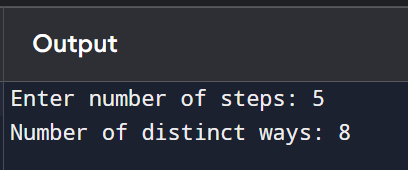 Output
Enter number of steps: 5
Number of distinct ways: 8